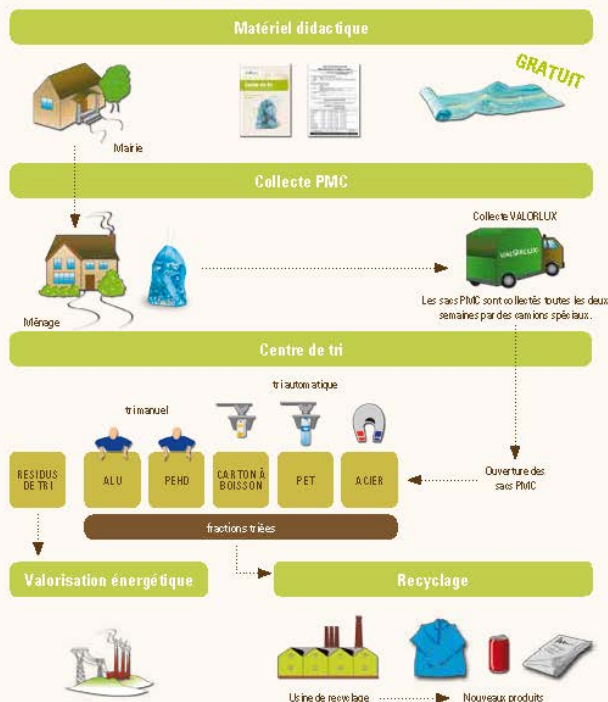 Matériel didactique
GRATUIT
Mairie
Collecte PMC
Collecte VALORLUX
VALORLUX
Ménage
Les sacs PMC sont collectés toutes les deux
semaines par des camions spéciaux.
Centre de tri
tri automatique
tri manuel
RESIDUS
DE TRI
ALU
PEHD
CARTON À
BOISSON
PET
ACIER
Ouverture des
sacs PMC
fractions triées
Valorisation énergétique
Recyclage
Usine de recyclage
Nouveaux produits